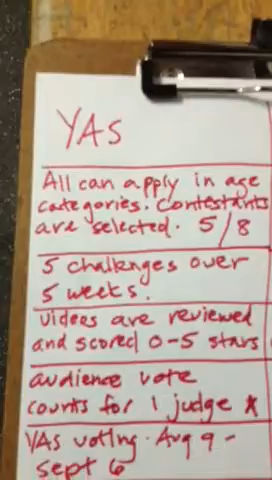 YAS
All can apply in age
categories. Contestants
are selected. 5/8
5 challenges over
5 weeks.
videos are reviewed
and scored 0-5 stars
audience vote
counts for 1 judge *
YAS voting. Aug 9 -
sept 6